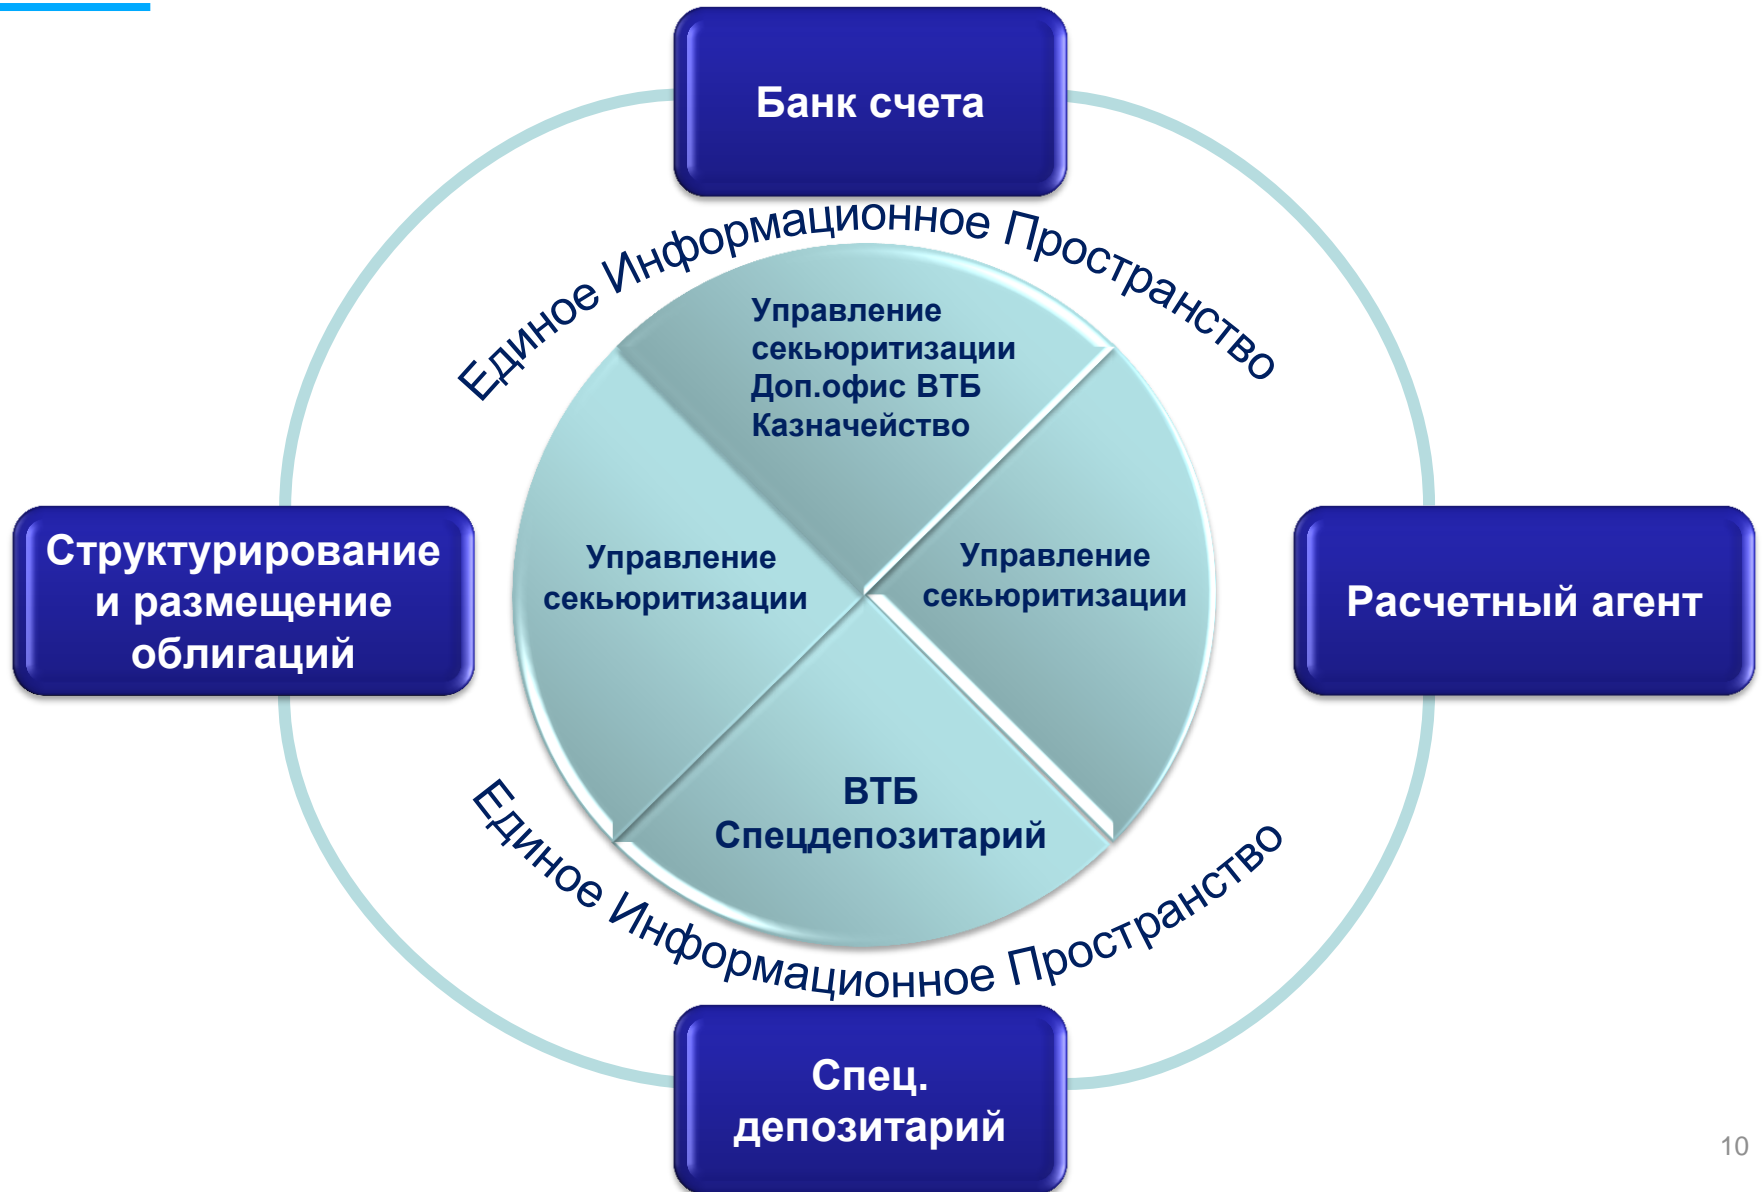 Банк счета
Единое Информационное Пространство
Управление
секьюритизации
Доп.офис ВТБ
Казначейство
Структурирование
и размещение
облигаций
Управление
секьюритизации
Управление
секьюритизации
Расчетный агент
ВТБ
Спецдепозитарий
Единое Информационное Пространство
Спец.
депозитарий
10